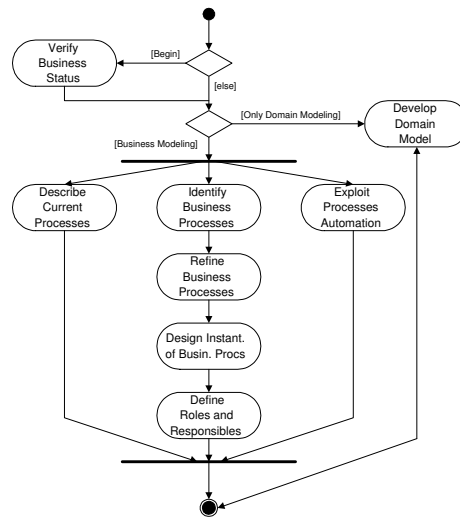 [Begin]
Verify
Business
Status
[else]
[Only Domain Modeling]
Develop
Domain
Model
[Business Modeling]
Describe
Current
Processes
Identify
Business
Processes
Exploit
Processes
Automation
Refine
Business
Processes
Design Instant.
of Busin. Procs
Define
Roles and
Responsibles